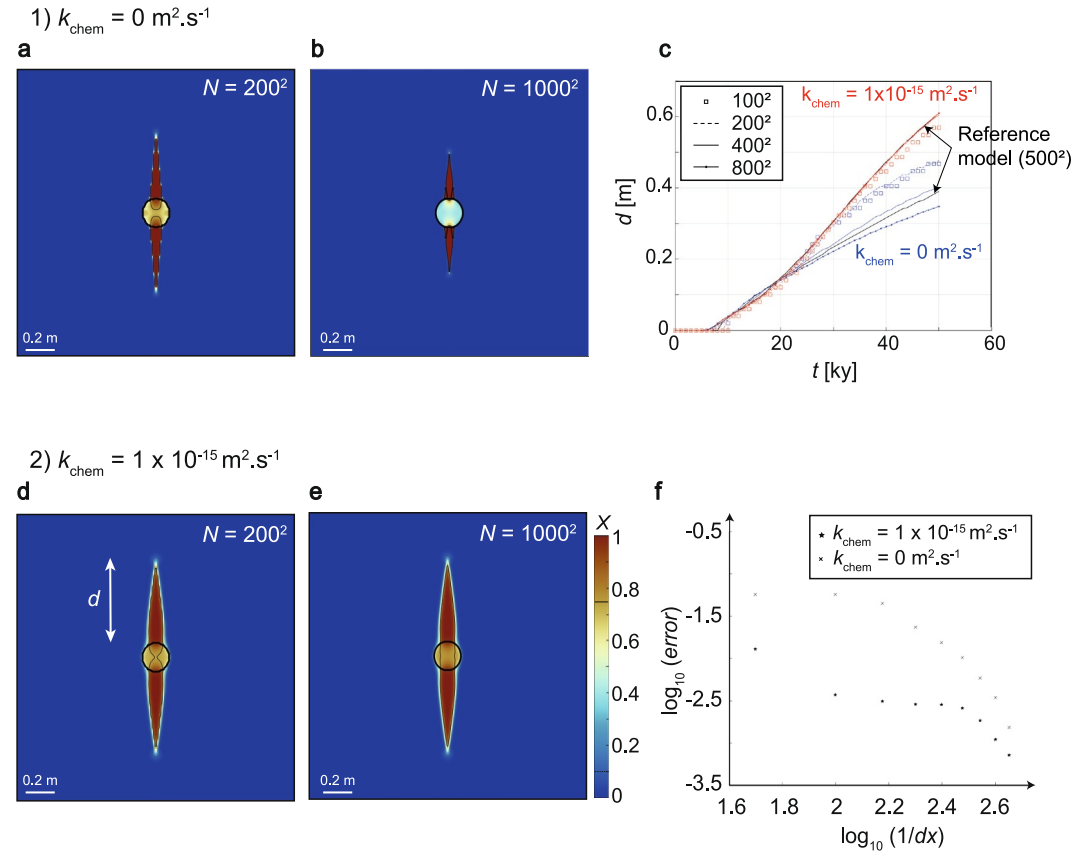 1) k_chem = 0 m².s⁻¹
a
N = 200²
0.2 m
b
N = 1000²
0.2 m
c
100²
200²
400²
800²
k_chem = 1x10⁻¹⁵ m².s⁻¹
Reference
model (500²)
k_chem = 0 m².s⁻¹
d [m]
0.6
0.4
0.2
0
0 20 40 60
t [ky]
2) k_chem = 1 x 10⁻¹⁵ m².s⁻¹
d
N = 200²
d
0.2 m
e
N = 1000²
0.2 m
X
1
0.8
0.6
0.4
0.2
0
f
k_chem = 1 x 10⁻¹⁵ m².s⁻¹
k_chem = 0 m².s⁻¹
log₁₀ (error)
-0.5
-1.5
-2.5
-3.5
1.6 1.8 2 2.2 2.4 2.6
log₁₀ (1/dx)